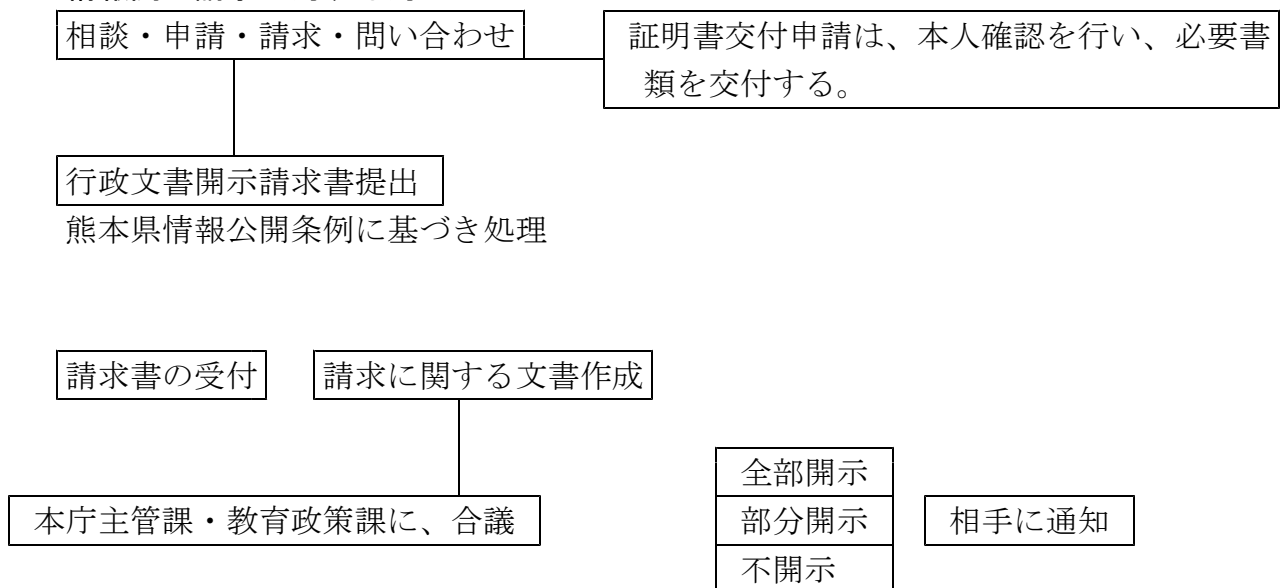 相談・申請・請求・問い合わせ
証明書交付申請は、本人確認を行い、必要書
類を交付する。
行政文書開示請求書提出
熊本県情報公開条例に基づき処理
請求書の受付
請求に関する文書作成
全部開示
本庁主管課・教育政策課に、合議
部分開示
相手に通知
不開示